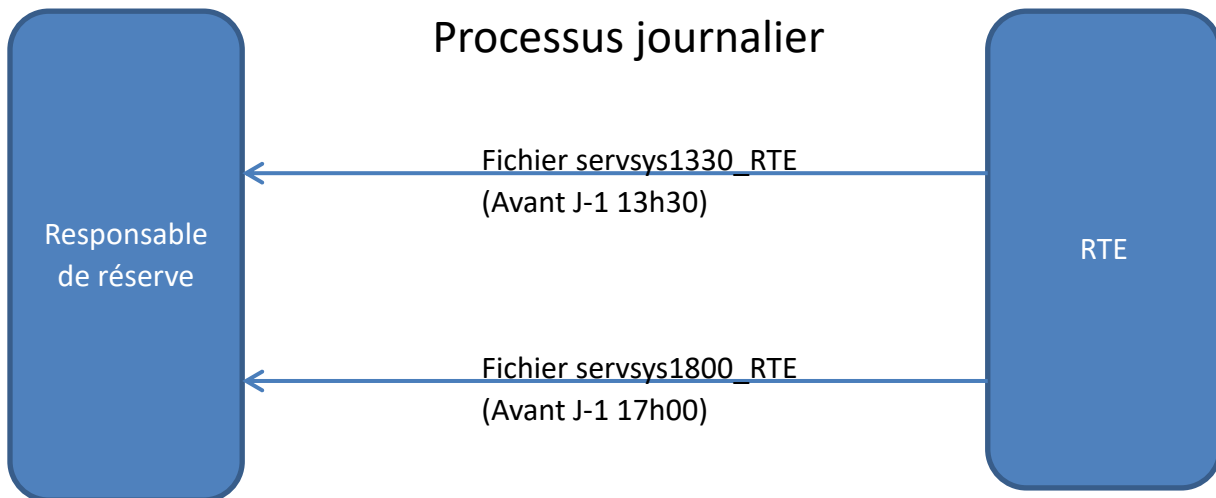 Processus journalier
Fichier servsys1330_RTE
(Avant J-1 13h30)
Responsable
de réserve
RTE
Fichier servsys1800_RTE
(Avant J-1 17h00)